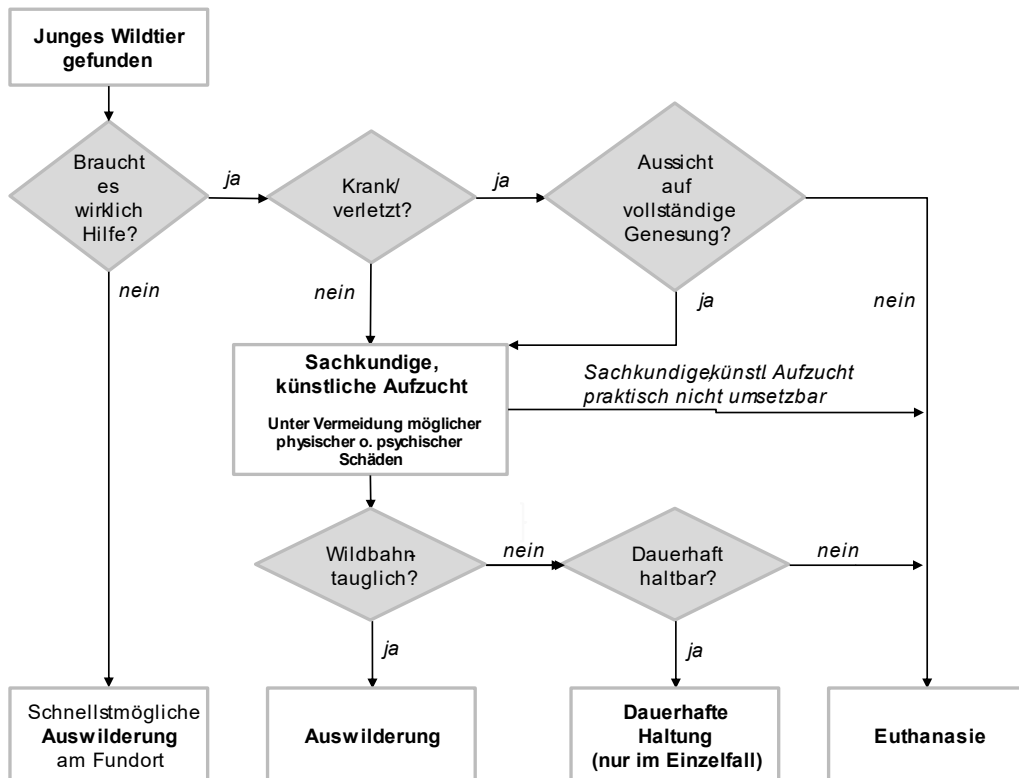 Junges Wildtier
gefunden
Braucht
es
wirklich
Hilfe?
ja
Krank/
verletzt?
ja
Aussicht
auf
vollständige
Genesung?
nein
nein
ja
nein
Sachkundige,
künstliche Aufzucht
Unter Vermeidung möglicher
physischer o. psychischer
Schäden
Sachkundige,künstl. Aufzucht
praktisch nicht umsetzbar
Wildbahn-
tauglich?
nein
Dauerhaft
haltbar?
nein
ja
ja
Schnellstmögliche
Auswilderung
am Fundort
Auswilderung
Dauerhafte
Haltung
(nur im Einzelfall)
Euthanasie